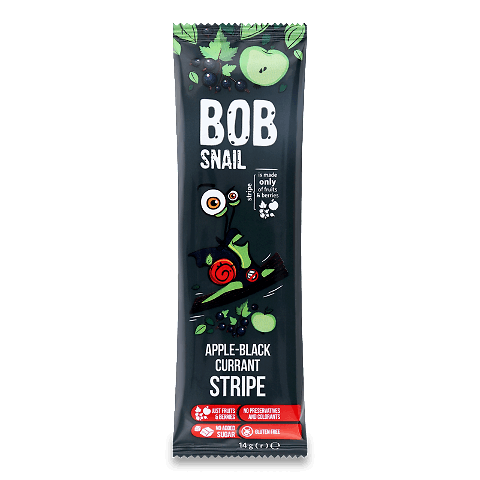 BOB
SNAIL
stripe
is made
only
of fruits
& berries
APPLE-BLACK
CURRANT
STRIPE
JUST FRUITS
& BERRIES
NO PRESERVATIVES
AND COLORANTS
NO ADDED
SUGAR
GLUTEN FREE
14 g (г) ℮